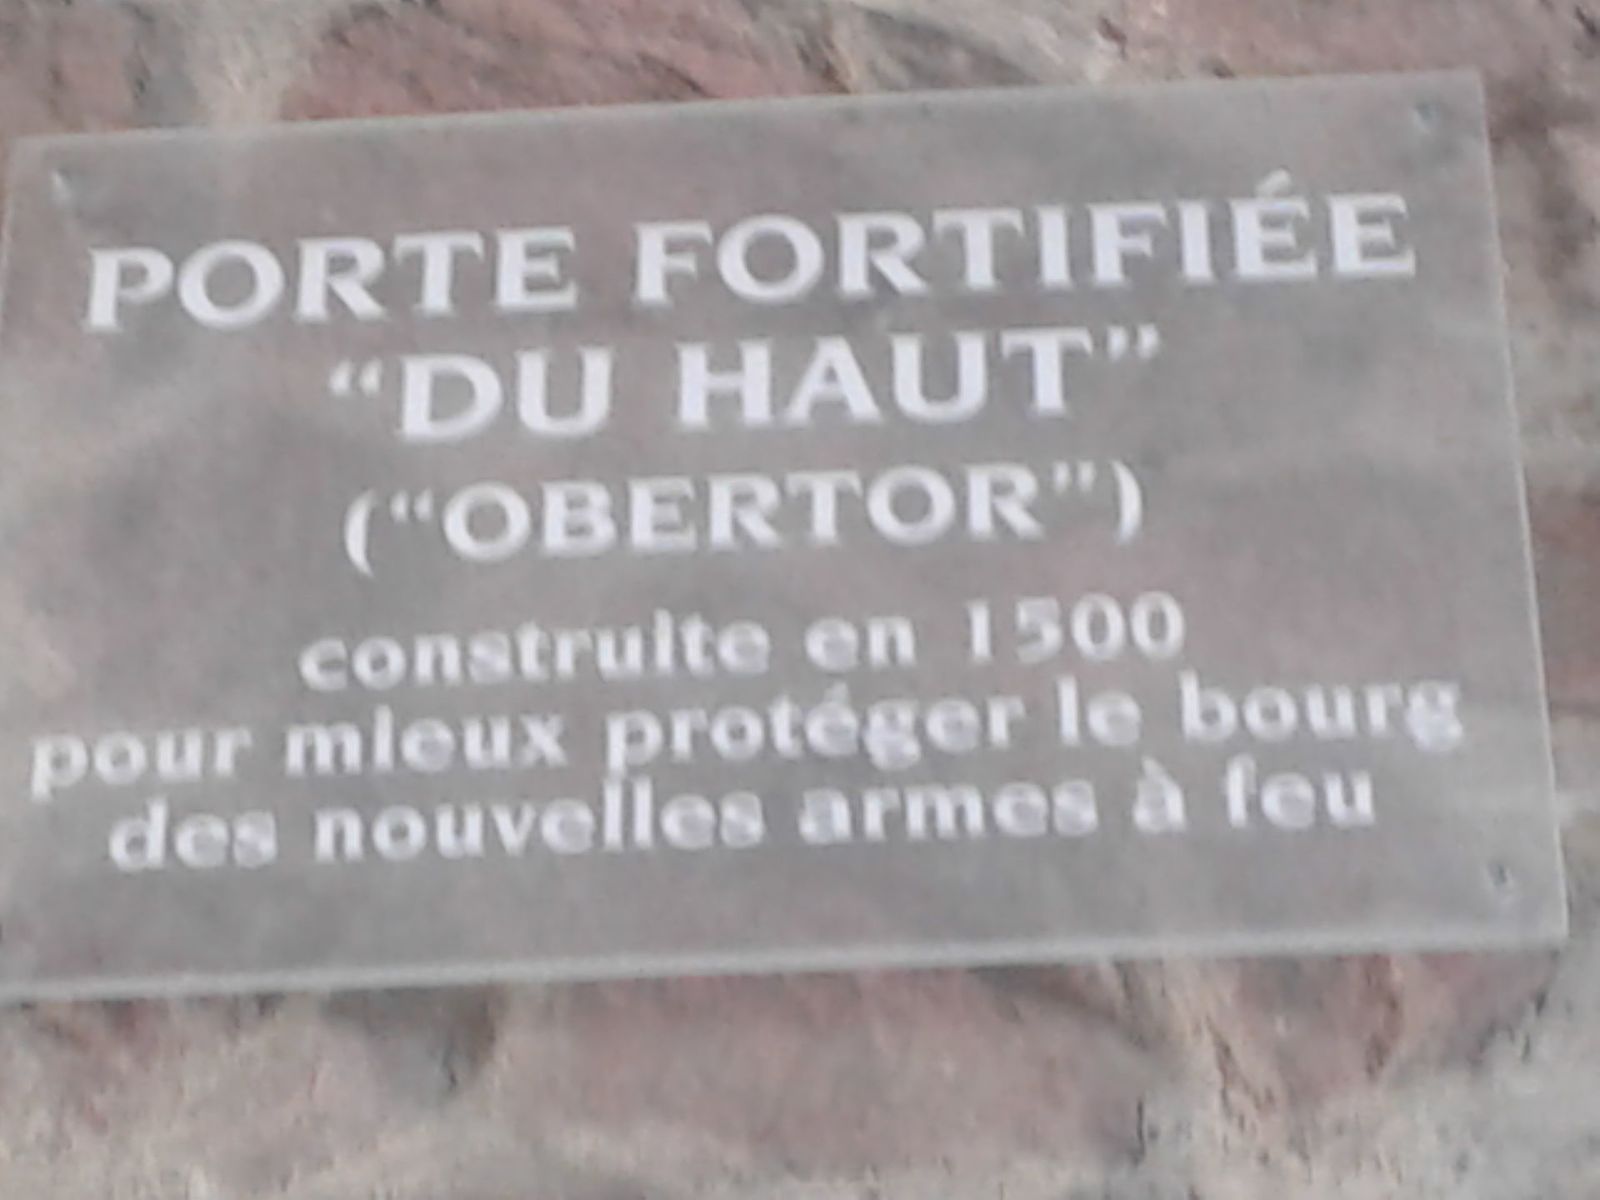 PORTE FORTIFIÉE
“DU HAUT”
(“OBERTOR”)
construite en 1500
pour mieux protéger le bourg
des nouvelles armes à feu